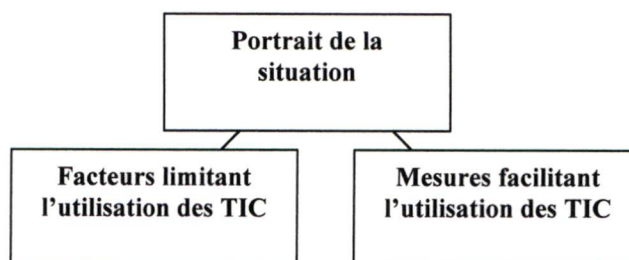 Portrait de la
situation
Facteurs limitant
l'utilisation des TIC
Mesures facilitant
l'utilisation des TIC